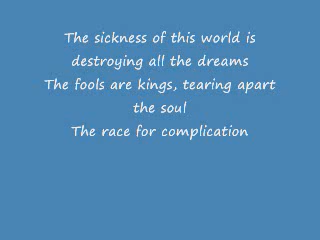 The sickness of this world is
destroying all the dreams
The fools are kings, tearing apart
the soul
The race for complication